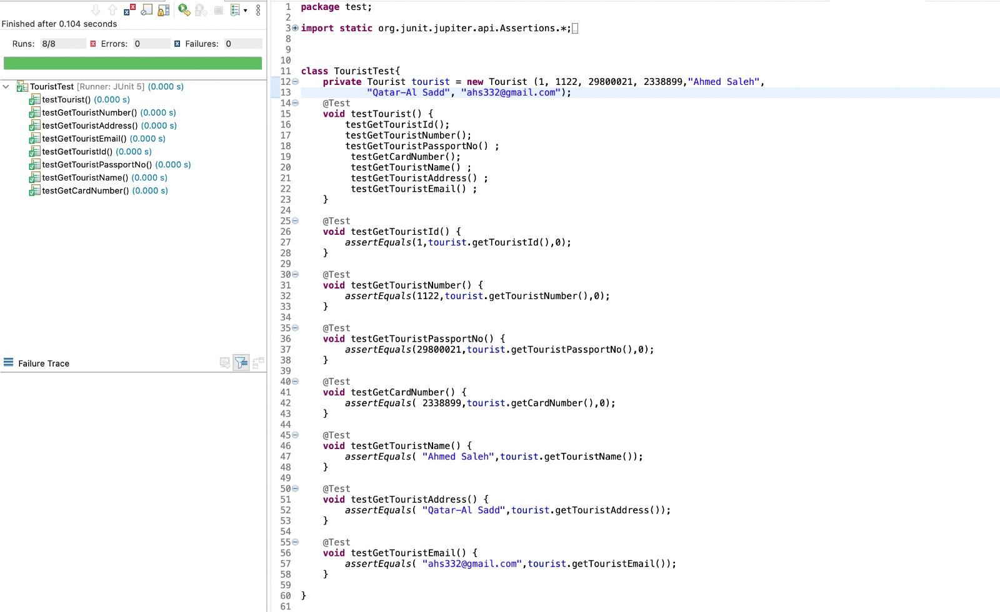 Finished after 0.104 seconds
Runs: 8/8 Errors: 0 Failures: 0
TouristTest [Runner: JUnit 5] (0.000 s)
testTourist() (0.000 s)
testGetTouristNumber() (0.000 s)
testGetTouristAddress() (0.000 s)
testGetTouristEmail() (0.000 s)
testGetTouristId() (0.000 s)
testGetTouristPassportNo() (0.000 s)
testGetTouristName() (0.000 s)
testGetCardNumber() (0.000 s)
Failure Trace
1 package test;
2
3 import static org.junit.jupiter.api.Assertions.*;
8
9
10
11 class TouristTest{
12 private Tourist tourist = new Tourist (1, 1122, 29800021, 2338899,"Ahmed Saleh",
13 "Qatar-Al Sadd", "ahs332@gmail.com");
14 @Test
15 void testTourist() {
16 testGetTouristId();
17 testGetTouristNumber();
18 testGetTouristPassportNo() ;
19 testGetCardNumber();
20 testGetTouristName() ;
21 testGetTouristAddress() ;
22 testGetTouristEmail() ;
23 }
24
25 @Test
26 void testGetTouristId() {
27 assertEquals(1,tourist.getTouristId(),0);
28 }
29
30 @Test
31 void testGetTouristNumber() {
32 assertEquals(1122,tourist.getTouristNumber(),0);
33 }
34
35 @Test
36 void testGetTouristPassportNo() {
37 assertEquals(29800021,tourist.getTouristPassportNo(),0);
38 }
39
40 @Test
41 void testGetCardNumber() {
42 assertEquals( 2338899,tourist.getCardNumber(),0);
43 }
44
45 @Test
46 void testGetTouristName() {
47 assertEquals( "Ahmed Saleh",tourist.getTouristName());
48 }
49
50 @Test
51 void testGetTouristAddress() {
52 assertEquals( "Qatar-Al Sadd",tourist.getTouristAddress());
53 }
54
55 @Test
56 void testGetTouristEmail() {
57 assertEquals( "ahs332@gmail.com",tourist.getTouristEmail());
58 }
59
60 }
61